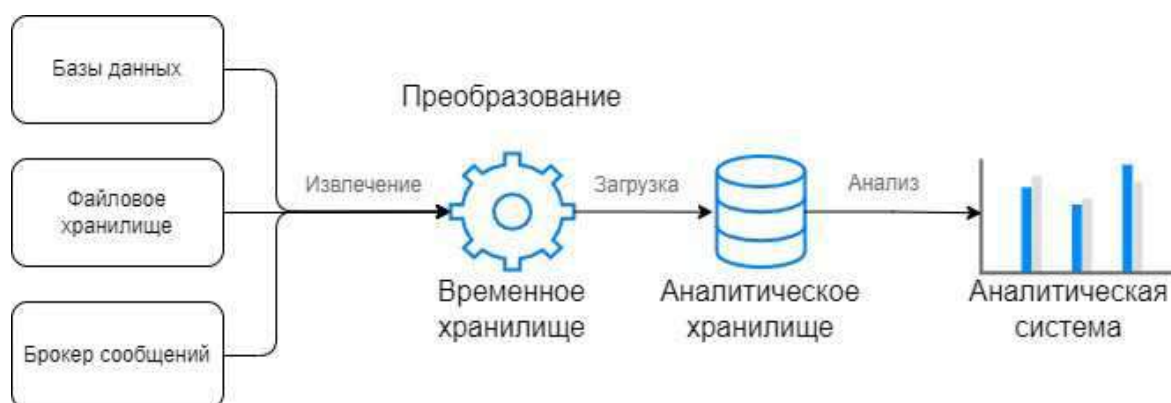 Базы данных
Преобразование
Файловое
хранилище
Извлечение
Загрузка
Анализ
Временное
хранилище
Аналитическое
хранилище
Аналитическая
система
Брокер сообщений